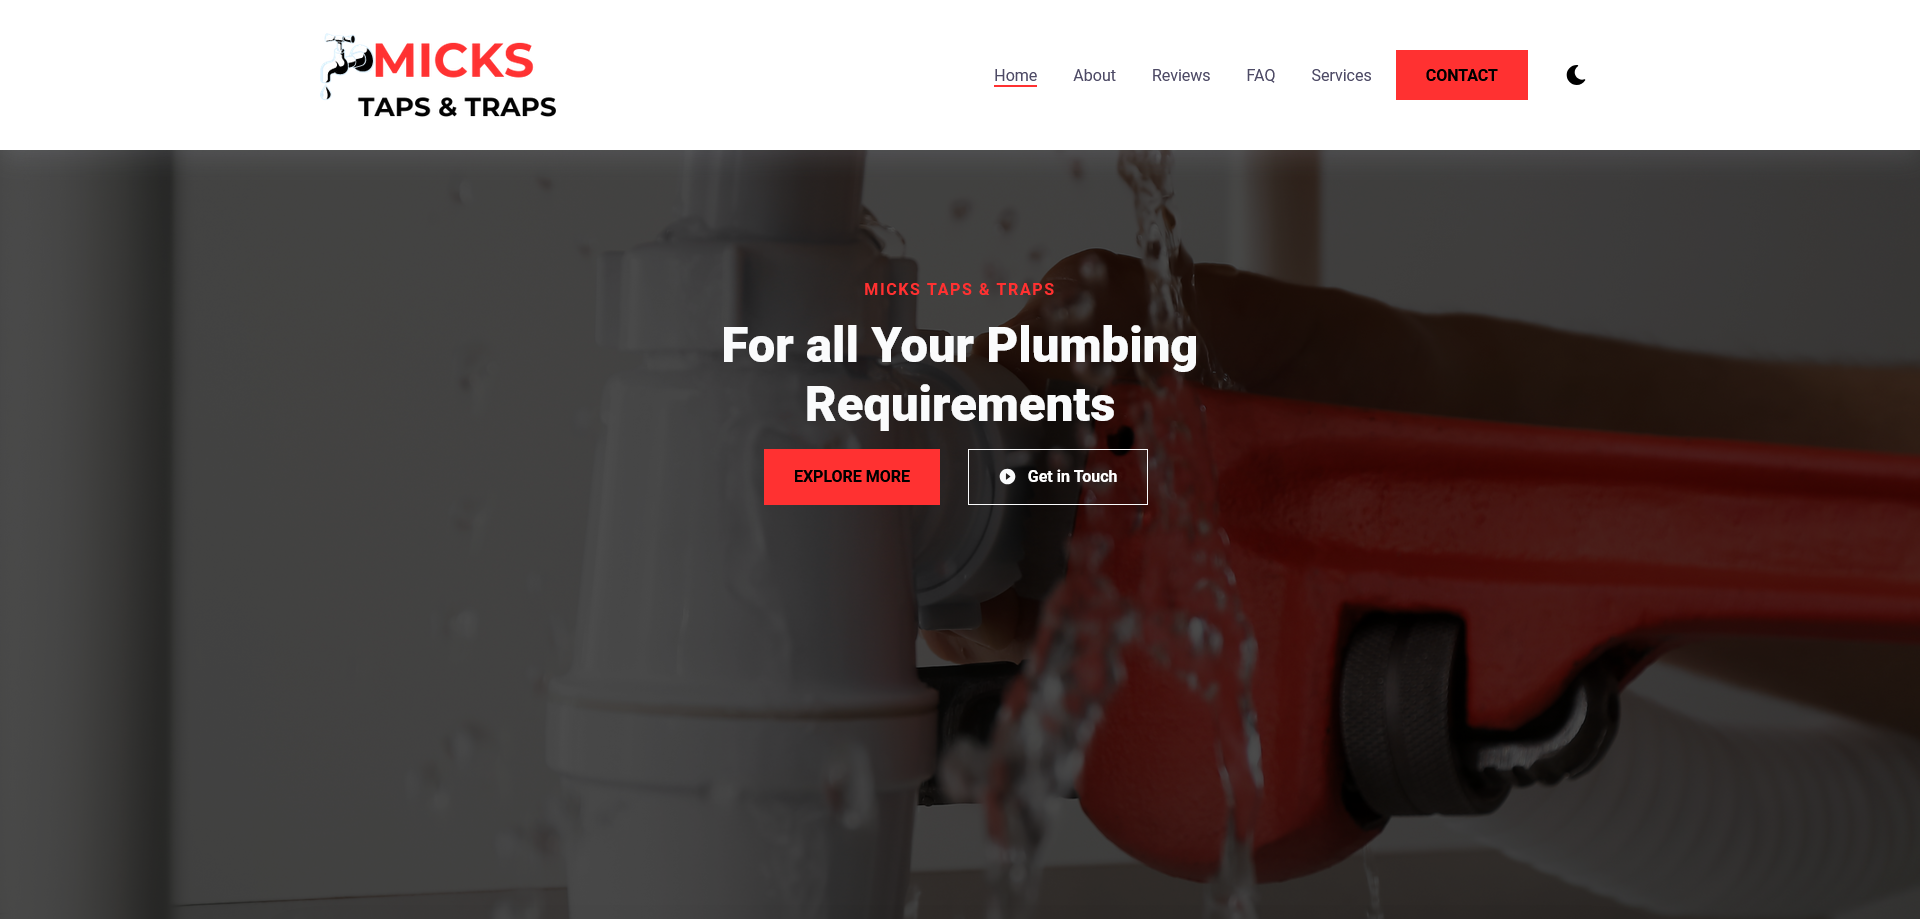 MICKS
TAPS & TRAPS
Home
About
Reviews
FAQ
Services
CONTACT
MICKS TAPS & TRAPS
For all Your Plumbing
Requirements
EXPLORE MORE
Get in Touch